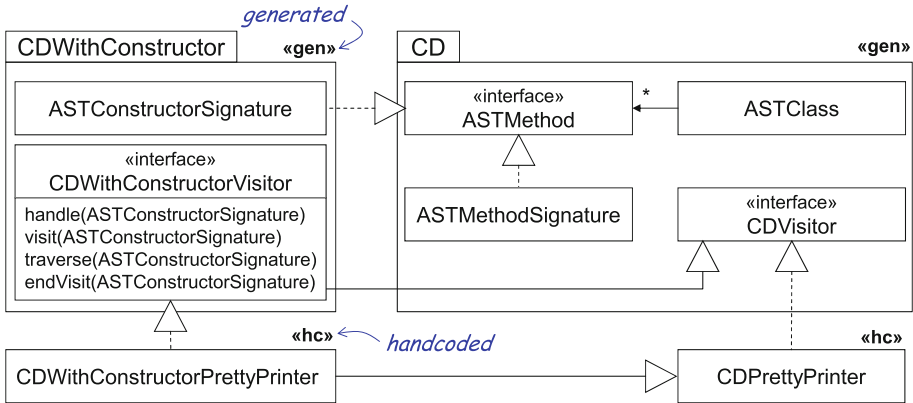 generated
CDWithConstructor
«gen»
CD
«gen»
ASTConstructorSignature
«interface»
ASTMethod
*
ASTClass
«interface»
CDWithConstructorVisitor
handle(ASTConstructorSignature)
visit(ASTConstructorSignature)
traverse(ASTConstructorSignature)
endVisit(ASTConstructorSignature)
ASTMethodSignature
«interface»
CDVisitor
«hc»
handcoded
«hc»
CDWithConstructorPrettyPrinter
CDPrettyPrinter